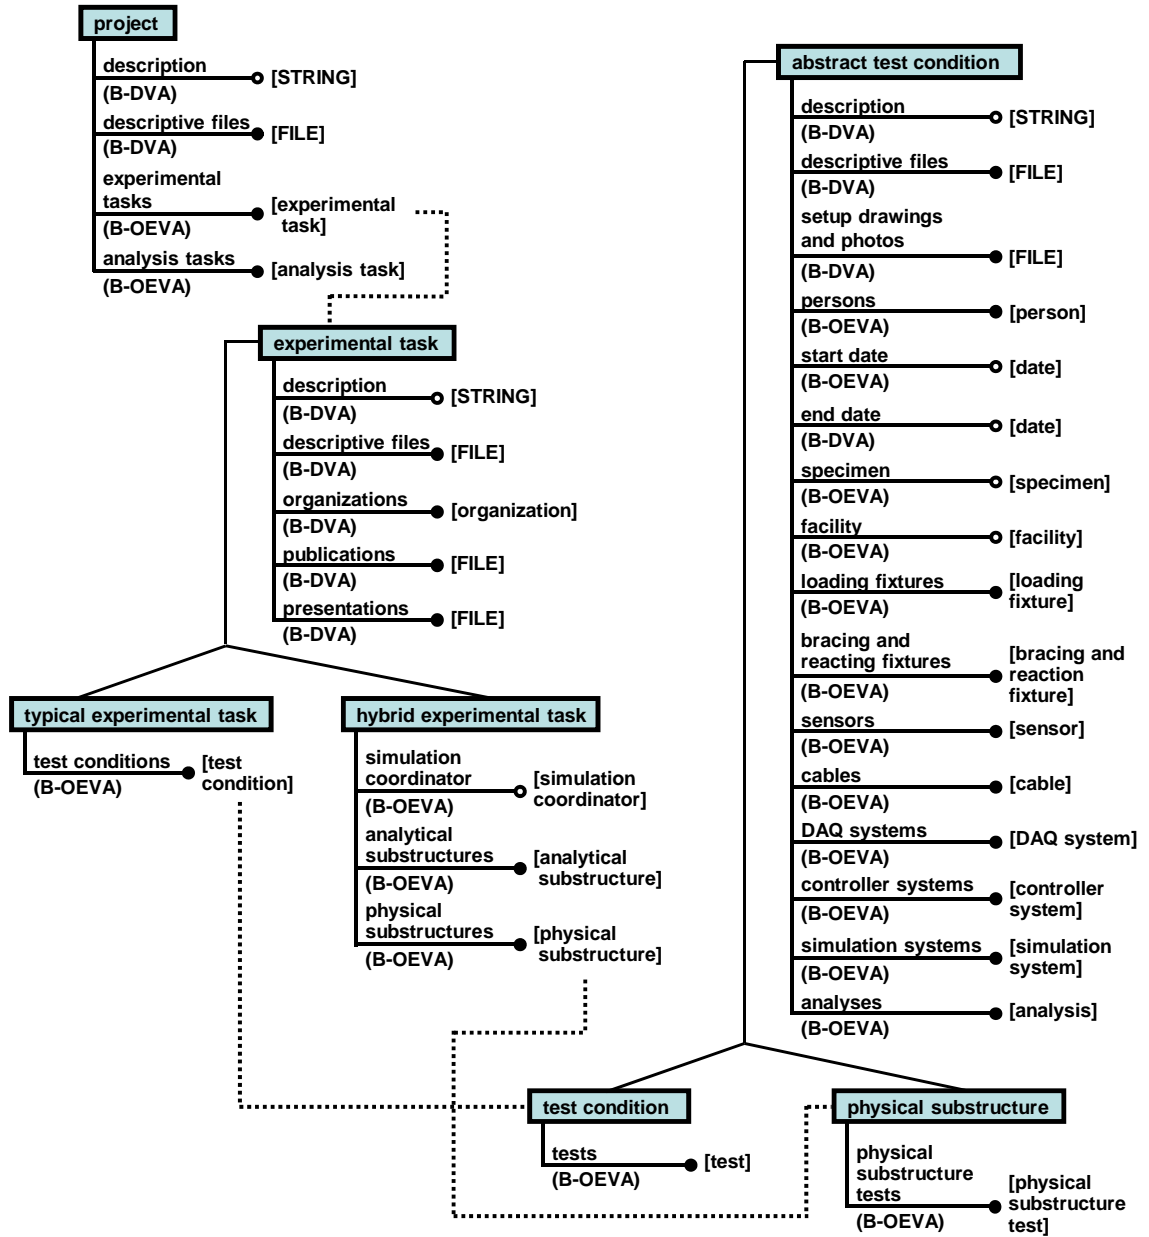 project
description
(B-DVA)
[STRING]
descriptive files
(B-DVA)
[FILE]
experimental
tasks
(B-OEVA)
[experimental
task]
analysis tasks
(B-OEVA)
[analysis task]
experimental task
description
(B-DVA)
[STRING]
descriptive files
(B-DVA)
[FILE]
organizations
(B-DVA)
[organization]
publications
(B-DVA)
[FILE]
presentations
(B-DVA)
[FILE]
typical experimental task
test conditions
(B-OEVA)
[test
condition]
hybrid experimental task
simulation
coordinator
(B-OEVA)
[simulation
coordinator]
analytical
substructures
(B-OEVA)
[analytical
substructure]
physical
substructures
(B-OEVA)
[physical
substructure]
abstract test condition
description
(B-DVA)
[STRING]
descriptive files
(B-DVA)
[FILE]
setup drawings
and photos
(B-DVA)
[FILE]
persons
(B-OEVA)
[person]
start date
(B-OEVA)
[date]
end date
(B-DVA)
[date]
specimen
(B-OEVA)
[specimen]
facility
(B-OEVA)
[facility]
loading fixtures
(B-OEVA)
[loading
fixture]
bracing and
reacting fixtures
(B-OEVA)
[bracing and
reaction
fixture]
sensors
(B-OEVA)
[sensor]
cables
(B-OEVA)
[cable]
DAQ systems
(B-OEVA)
[DAQ system]
controller systems
(B-OEVA)
[controller
system]
simulation systems
(B-OEVA)
[simulation
system]
analyses
(B-OEVA)
[analysis]
test condition
tests
(B-OEVA)
[test]
physical substructure
physical
substructure
tests
(B-OEVA)
[physical
substructure
test]